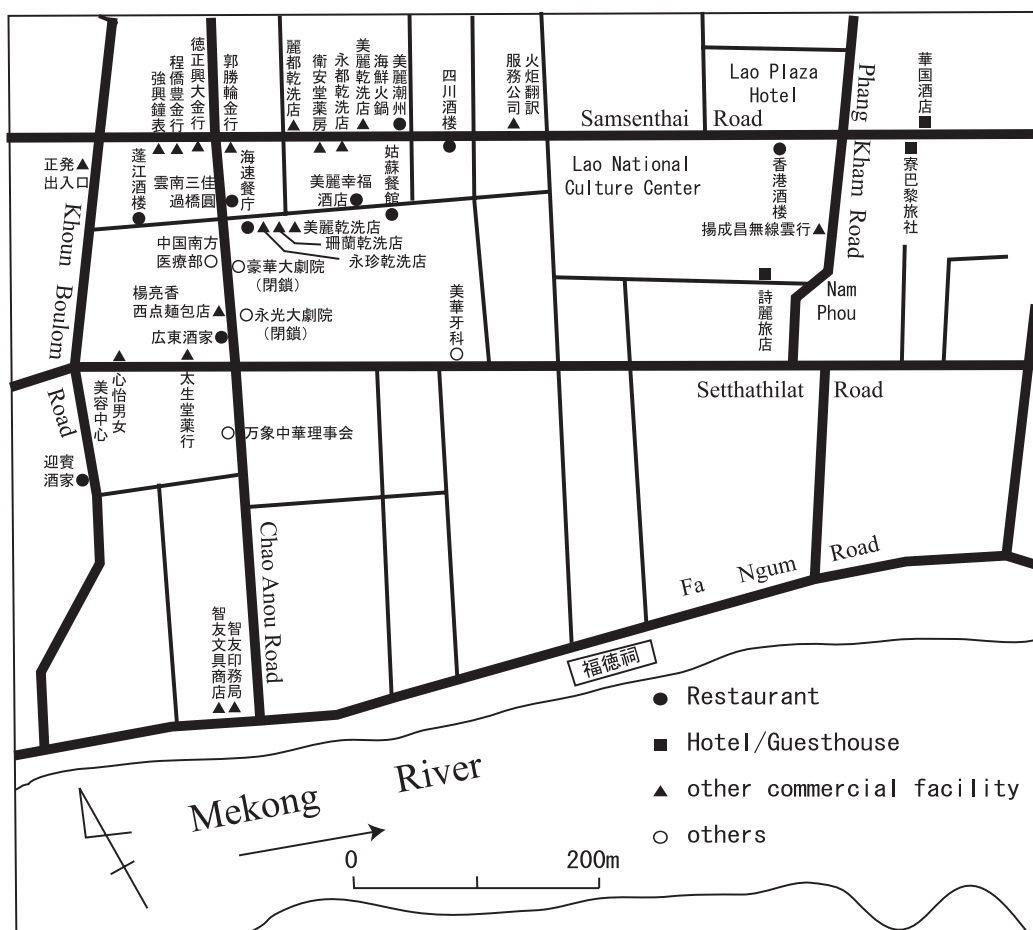 強興鐘表
程僑豊金行
徳正興大金行
郭勝輪金行
麗都乾洗店
衛安堂薬房
永都乾洗店
美麗乾洗店
海鮮火鍋
美麗潮州
四川酒楼
服務公司
火炬翻訳
Lao Plaza
Hotel
Phang Kham Road
華国酒店
Samsenthai Road
正発
出入口
蓬江酒楼
雲南三佳
過橋圓
海速餐庁
美麗幸福
酒店
姑蘇餐館
Lao National
Culture Center
香港酒楼
寮巴黎旅社
揚成昌無線雲行
美麗乾洗店
珊蘭乾洗店
永珍乾洗店
Khoun Boulom Road
中国南方
医療部
豪華大劇院
(閉鎖)
楊亮香
西点麺包店
永光大劇院
(閉鎖)
広東酒家
美華牙科
詩麗旅店
Nam
Phou
美容中心
心怡男女
太生堂薬行
Setthathilat Road
万象中華理事会
迎賓
酒家
Chao Anou Road
智友文具商店
智友印務局
Fa Ngum Road
福徳祠
Restaurant
Hotel/Guesthouse
other commercial facility
others
Mekong River
0 200m